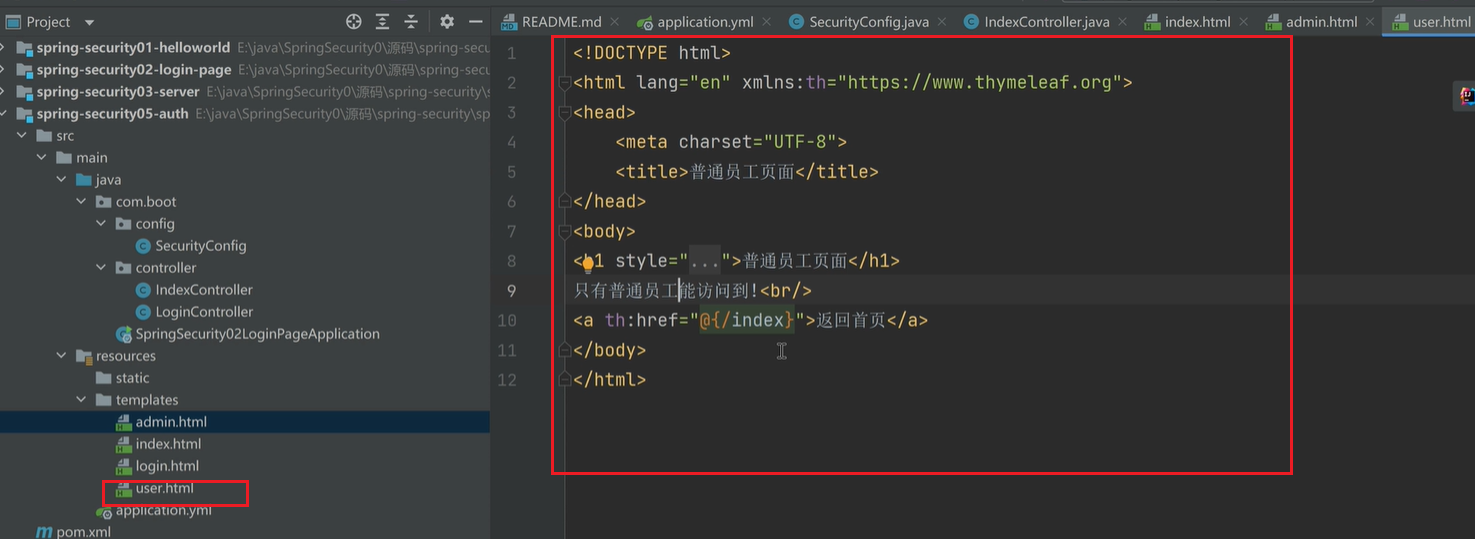 Project
README.md
application.yml
SecurityConfig.java
IndexController.java
index.html
admin.html
user.html
spring-security01-helloworld E:\java\SpringSecurity0\源码\spring-secu
spring-security02-login-page E:\java\SpringSecurity0\源码\spring-secu
spring-security03-server E:\java\SpringSecurity0\源码\spring-security\s
spring-security05-auth E:\java\SpringSecurity0\源码\spring-security\sp
src
main
java
com.boot
config
SecurityConfig
controller
IndexController
LoginController
SpringSecurity02LoginPageApplication
resources
static
templates
admin.html
index.html
login.html
user.html
application.yml
pom.xml
1 <!DOCTYPE html>
2 <html lang="en" xmlns:th="https://www.thymeleaf.org">
3 <head>
4 <meta charset="UTF-8">
5 <title>普通员工页面</title>
6 </head>
7 <body>
8 <h1 style="...">普通员工页面</h1>
9 只有普通员工能访问到!<br/>
10 <a th:href="@{/index}">返回首页</a>
11 </body>
12 </html>